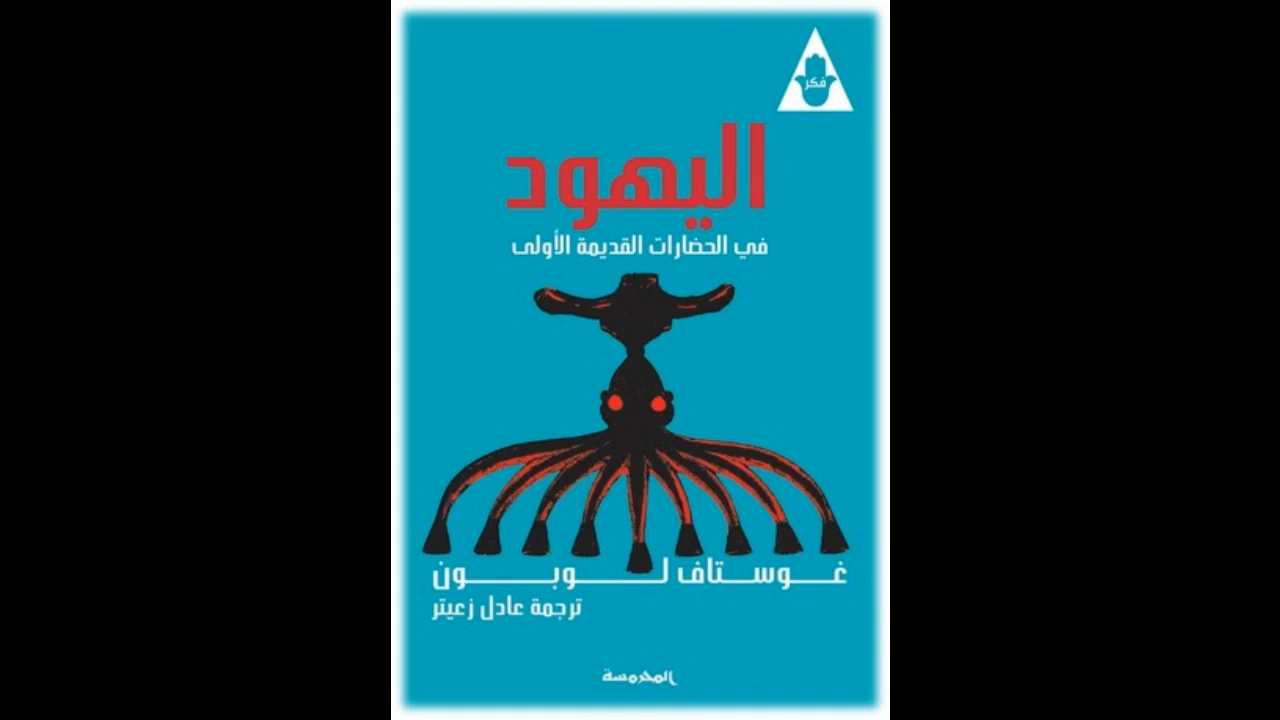 فكر
اليهود
في الحضارات القديمة الأولى
غوستاف لوبون
ترجمة عادل زعيتر
المحروسة